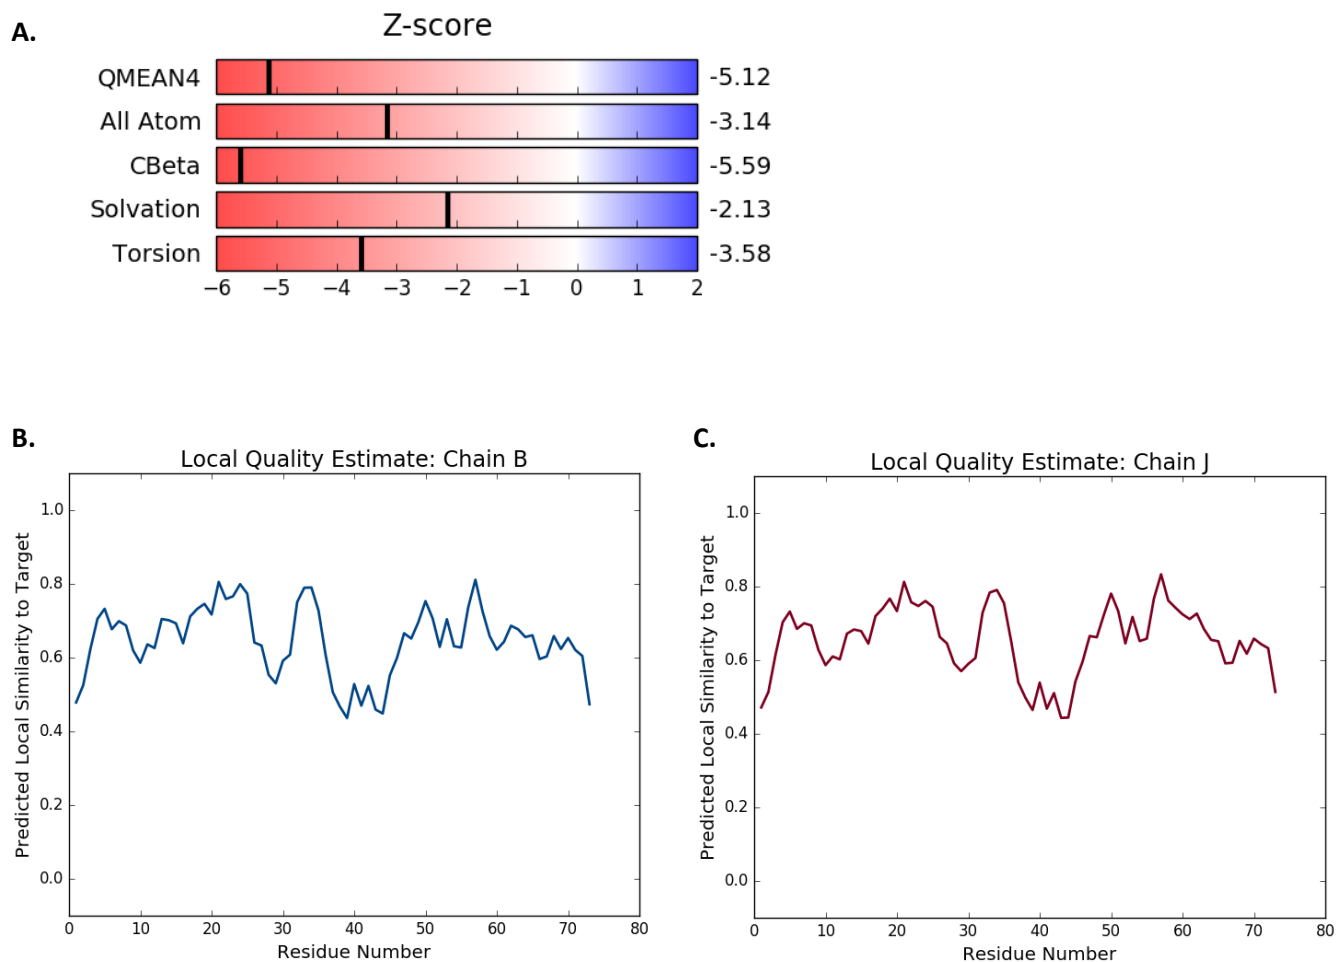 A.
Z-score
QMEAN4 -5.12
All Atom -3.14
CBeta -5.59
Solvation -2.13
Torsion -3.58
−6 −5 −4 −3 −2 −1 0 1 2
B.
Local Quality Estimate: Chain B
Predicted Local Similarity to Target
1.0
0.8
0.6
0.4
0.2
0.0
0 10 20 30 40 50 60 70 80
Residue Number
C.
Local Quality Estimate: Chain J
Predicted Local Similarity to Target
1.0
0.8
0.6
0.4
0.2
0.0
0 10 20 30 40 50 60 70 80
Residue Number